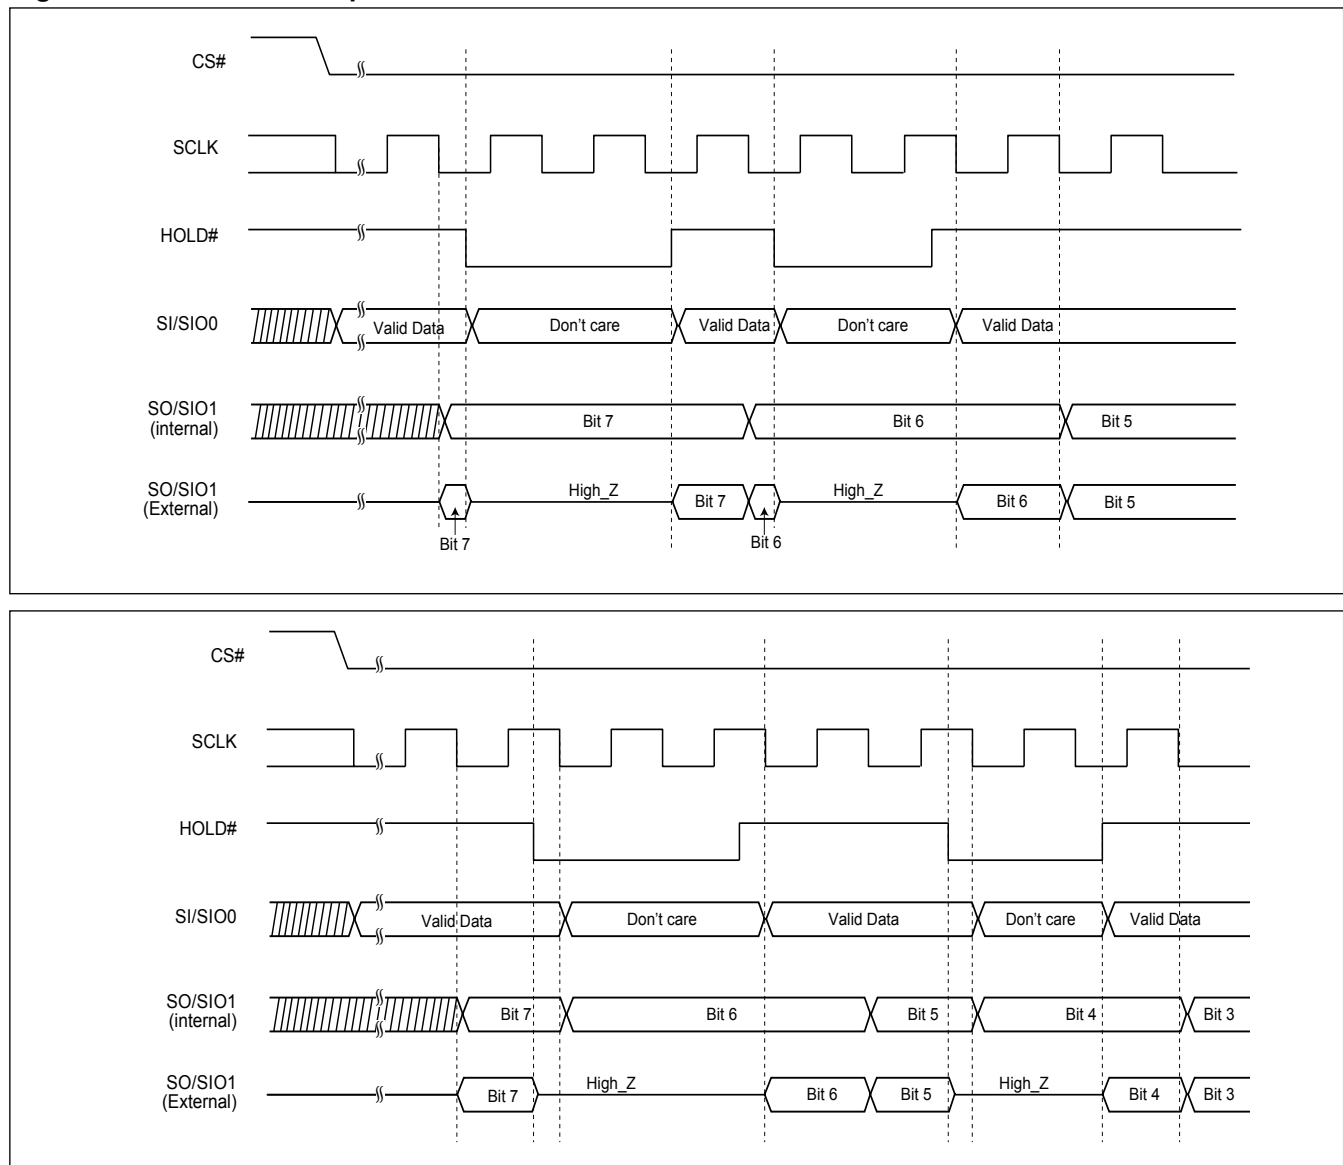 CS#
SCLK
HOLD#
SI/SIO0
Valid Data
Don't care
Valid Data
Don't care
Valid Data
SO/SIO1
(internal)
Bit 7
Bit 6
Bit 5
SO/SIO1
(External)
High_Z
Bit 7
High_Z
Bit 6
Bit 5
Bit 7
Bit 6
CS#
SCLK
HOLD#
SI/SIO0
Valid Data
Don't care
Valid Data
Don't care
Valid Data
SO/SIO1
(internal)
Bit 7
Bit 6
Bit 5
Bit 4
Bit 3
SO/SIO1
(External)
Bit 7
High_Z
Bit 6
Bit 5
High_Z
Bit 4
Bit 3